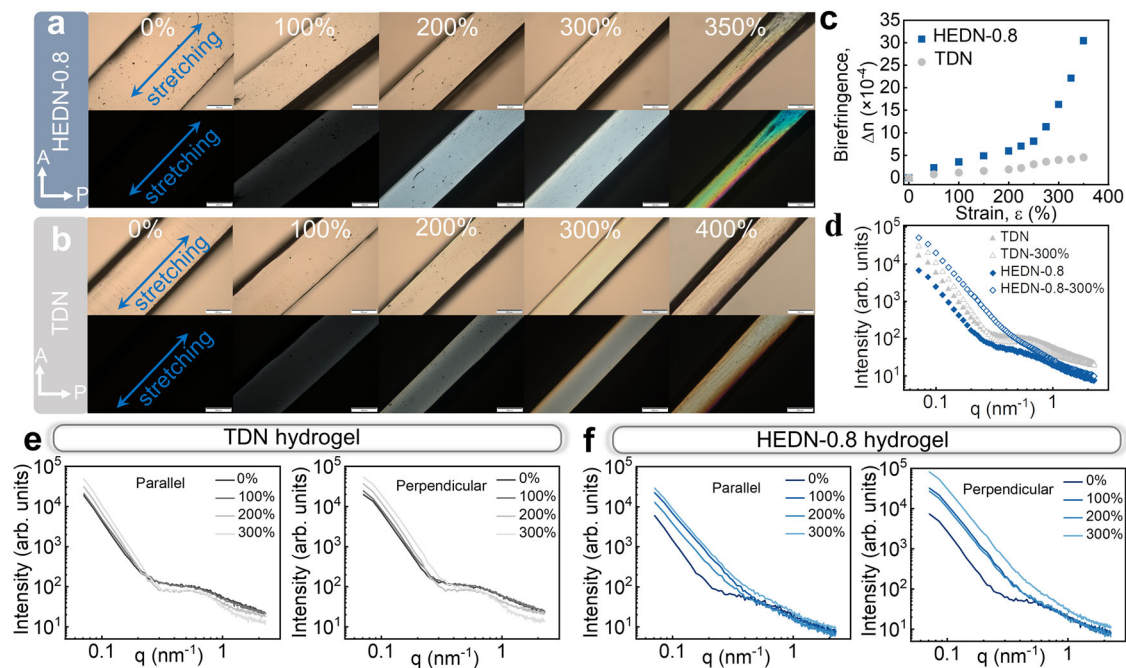 a
HEDN-0.8
0%
100%
200%
300%
350%
stretching
A
P
stretching
b
TDN
0%
100%
200%
300%
400%
stretching
A
P
stretching
c
Birefringence,
Δn (×10⁻⁴)
35
30
25
20
15
10
5
0
HEDN-0.8
TDN
0
100
200
300
400
Strain, ε (%)
d
Intensity (arb. units)
10⁵
10⁴
10³
10²
10¹
TDN
TDN-300%
HEDN-0.8
HEDN-0.8-300%
0.1
1
q (nm⁻¹)
e
TDN hydrogel
Intensity (arb. units)
10⁵
10⁴
10³
10²
10¹
Parallel
0%
100%
200%
300%
0.1
1
q (nm⁻¹)
Intensity (arb. units)
10⁵
10⁴
10³
10²
10¹
Perpendicular
0%
100%
200%
300%
0.1
1
q (nm⁻¹)
f
HEDN-0.8 hydrogel
Intensity (arb. units)
10⁵
10⁴
10³
10²
10¹
Parallel
0%
100%
200%
300%
0.1
1
q (nm⁻¹)
Intensity (arb. units)
10⁵
10⁴
10³
10²
10¹
Perpendicular
0%
100%
200%
300%
0.1
1
q (nm⁻¹)